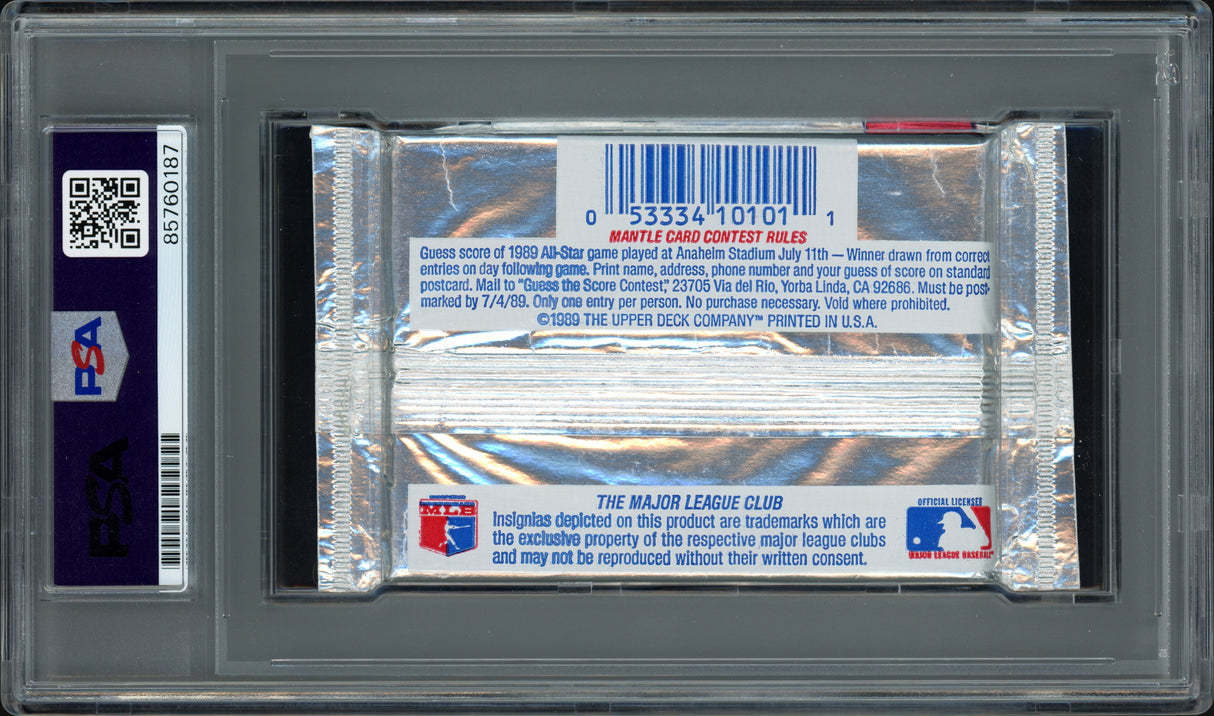 85760187
PSA
PSA
0 53334 10101 1
MANTLE CARD CONTEST RULES
Guess score of 1989 All-Star game played at Anaheim Stadium July 11th — Winner drawn from correct
entries on day following game. Print name, address, phone number and your guess of score on standard
postcard. Mail to "Guess the Score Contest," 23705 Via del Rio, Yorba Linda, CA 92686. Must be post-
marked by 7/4/89. Only one entry per person. No purchase necessary. Void where prohibited.
©1989 THE UPPER DECK COMPANY™ PRINTED IN U.S.A.
MLB
THE MAJOR LEAGUE CLUB
Insignias depicted on this product are trademarks which are
the exclusive property of the respective major league clubs
and may not be reproduced without their written consent.
OFFICIAL LICENSEE
MAJOR LEAGUE BASEBALL